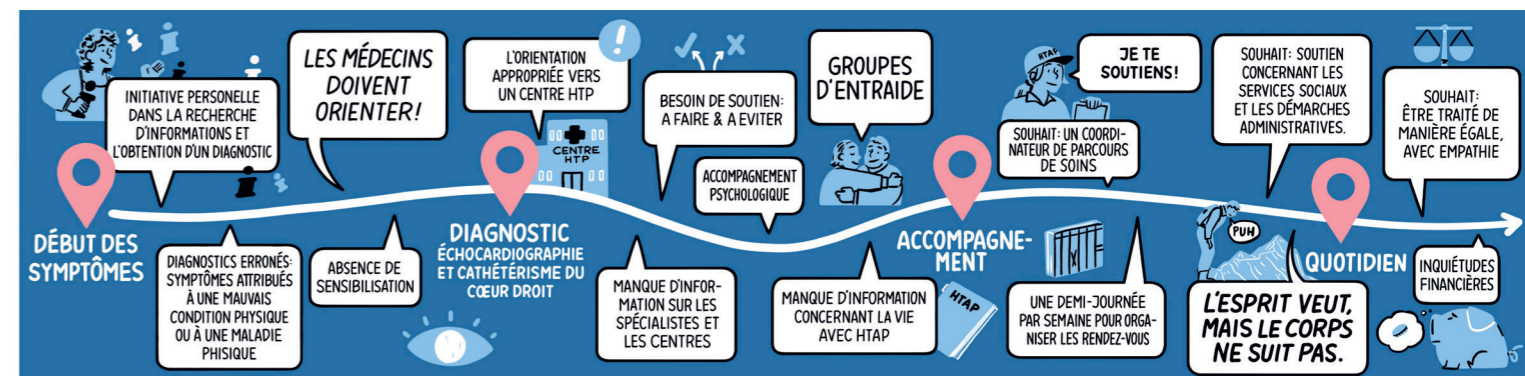 INITIATIVE PERSONELLE
DANS LA RECHERCHE
D'INFORMATIONS ET
L'OBTENTION D'UN DIAGNOSTIC
DÉBUT DES
SYMPTÔMES
DIAGNOSTICS ERRONÉS:
SYMPTÔMES ATTRIBUÉS
À UNE MAUVAIS
CONDITION PHYSIQUE
OU À UNE MALADIE
PHISIQUE
LES MÉDECINS
DOIVENT
ORIENTER!
ABSENCE DE
SENSIBILISATION
L'ORIENTATION
APPROPRIÉE VERS
UN CENTRE HTP
!
CENTRE
HTP
DIAGNOSTIC
ÉCHOCARDIOGRAPHIE
ET CATHÉTÉRISME DU
CŒUR DROIT
BESOIN DE SOUTIEN:
A FAIRE & A EVITER
MANQUE D'INFOR-
MATION SUR LES
SPÉCIALISTES ET
LES CENTRES
ACCOMPAGNEMENT
PSYCHOLOGIQUE
GROUPES
D'ENTRAIDE
MANQUE D'INFORMATION
CONCERNANT LA VIE
AVEC HTAP
HTAP
ACCOMPAGNE-
MENT
HTAP
JE TE
SOUTIENS!
SOUHAIT: UN COORDI-
NATEUR DE PARCOURS
DE SOINS
UNE DEMI-JOURNÉE
PAR SEMAINE POUR ORGA-
NISER LES RENDEZ-VOUS
SOUHAIT: SOUTIEN
CONCERNANT LES
SERVICES SOCIAUX
ET LES DÉMARCHES
ADMINISTRATIVES.
PUH
QUOTIDIEN
L'ESPRIT VEUT,
MAIS LE CORPS
NE SUIT PAS.
SOUHAIT:
ÊTRE TRAITÉ DE
MANIÈRE ÉGALE,
AVEC EMPATHIE
INQUIÉTUDES
FINANCIÈRES